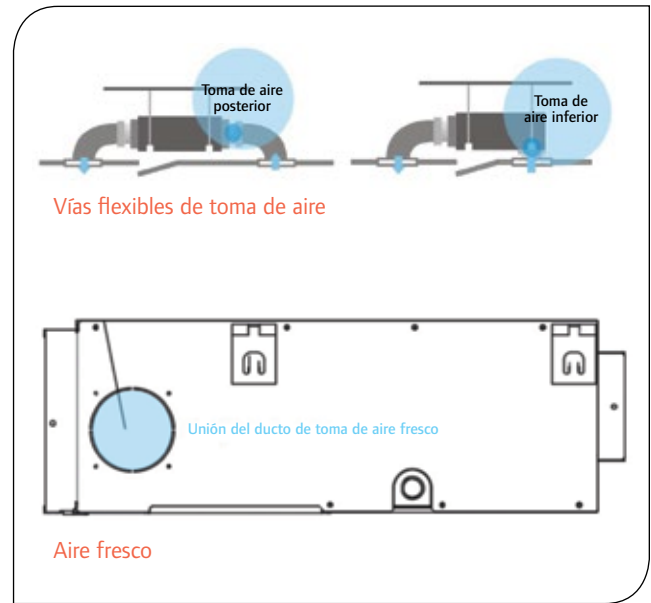 Toma de aire
posterior
Toma de
aire inferior
Vías flexibles de toma de aire
Unión del ducto de toma de aire fresco
Aire fresco